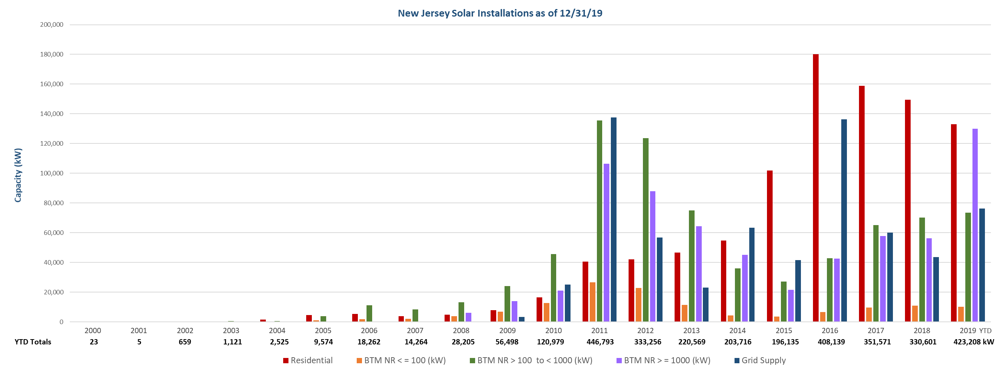 New Jersey Solar Installations as of 12/31/19
Capacity (kW)
200,000
180,000
160,000
140,000
120,000
100,000
80,000
60,000
40,000
20,000
0
2000 2001 2002 2003 2004 2005 2006 2007 2008 2009 2010 2011 2012 2013 2014 2015 2016 2017 2018 2019 YTD
YTD Totals 23 5 659 1,121 2,525 9,574 18,262 14,264 28,205 56,498 120,979 446,793 333,256 220,569 203,716 196,135 408,139 351,571 330,601 423,208 kW
Residential BTM NR < = 100 (kW) BTM NR > 100 to < 1000 (kW) BTM NR > = 1000 (kW) Grid Supply